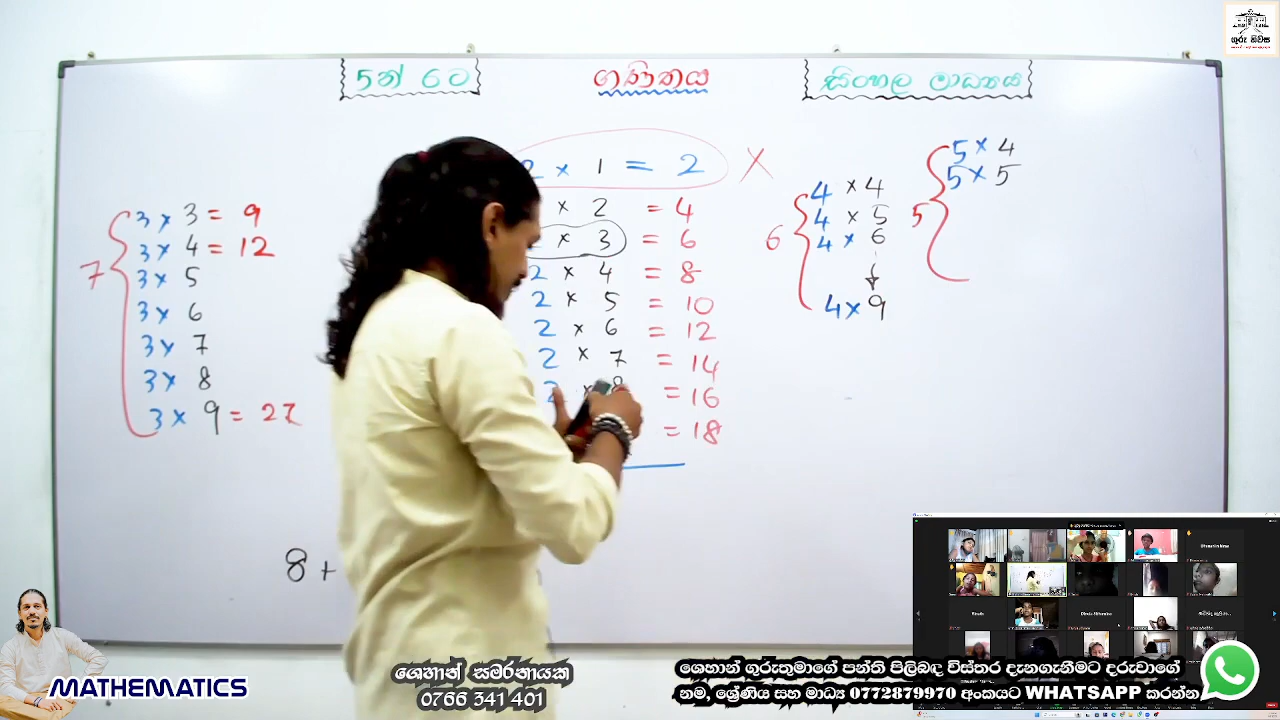 ගුරු නිවස
5න් 6ට
ගණිතය
සිංහල මාධ්‍යය
2 × 1 = 2 X
× 2 = 4
× 3 = 6
2 × 4 = 8
2 × 5 = 10
2 × 6 = 12
2 × 7 = 14
2 × 8 = 16
= 18
7
3 × 3 = 9
3 × 4 = 12
3 × 5
3 × 6
3 × 7
3 × 8
3 × 9 = 27
6
4 × 4
4 × 5
4 × 6
4 × 9
5
5 × 4
5 × 5
8 +
MATHEMATICS
ශෙහාන් සමරනායක
0766 341 401
ශෙහාන් ගුරුතුමාගේ පන්ති පිලිබඳ විස්තර දැනගැනීමට දරුවාගේ
නම, ශ්‍රේණිය සහ මාධ්‍ය 0772879970 අංකයට WHATSAPP කරන්න